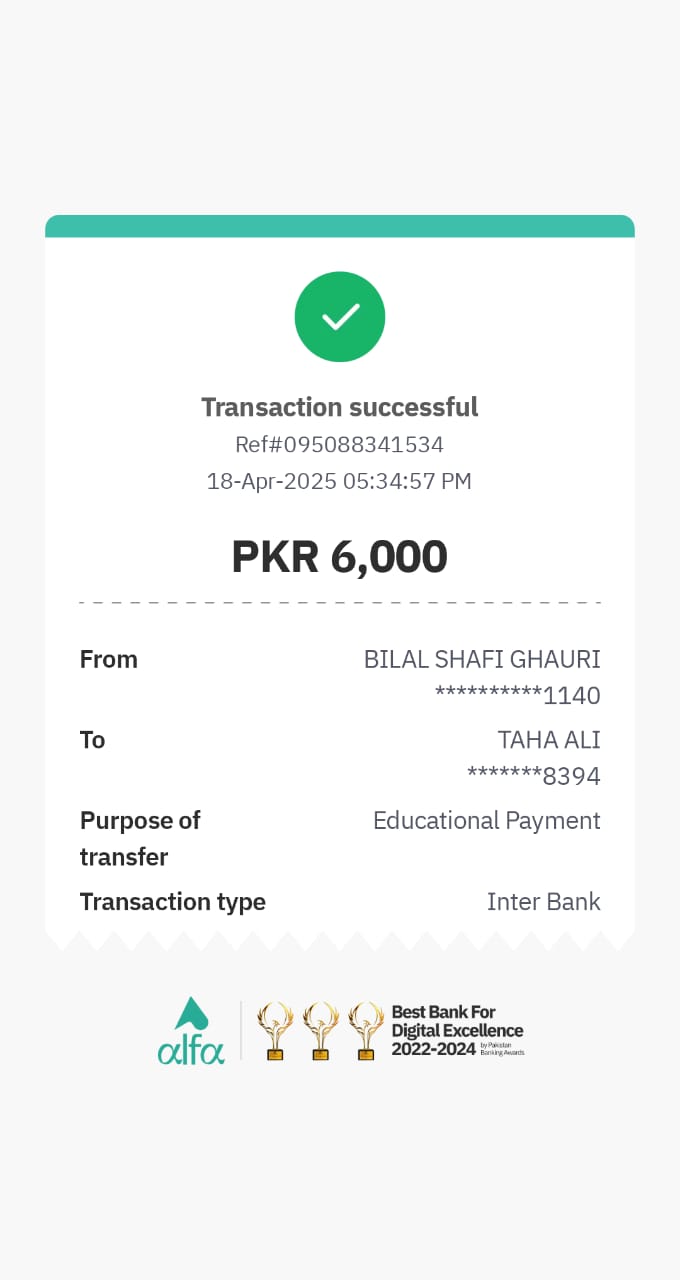 Transaction successful
Ref#095088341534
18-Apr-2025 05:34:57 PM
PKR 6,000
From BILAL SHAFI GHAURI
**********1140
To TAHA ALI
*******8394
Purpose of Educational Payment
transfer
Transaction type Inter Bank
alfa
Best Bank For
Digital Excellence
2022-2024 by Pakistan
Banking Awards